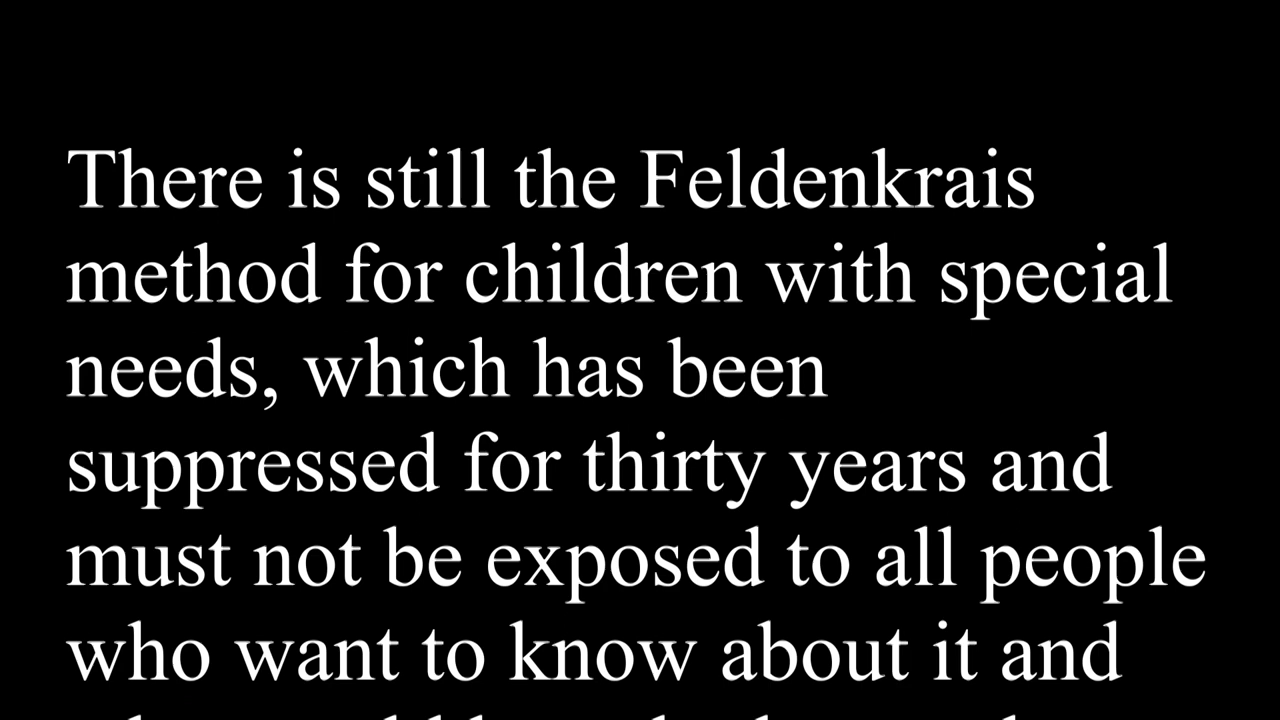 There is still the Feldenkrais
method for children with special
needs, which has been
suppressed for thirty years and
must not be exposed to all people
who want to know about it and